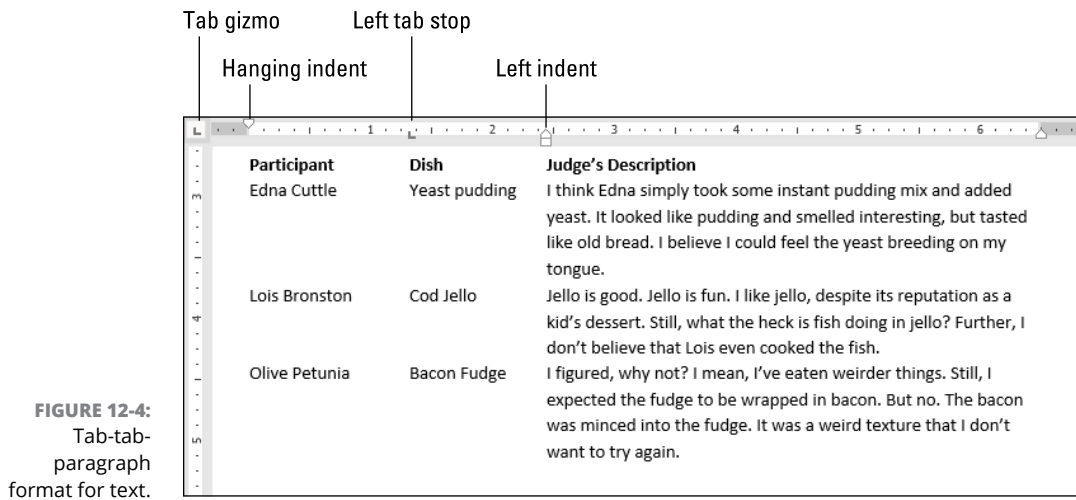 Tab gizmo Left tab stop
Hanging indent Left indent
L 1 2 3 4 5 6
Participant Dish Judge’s Description
Edna Cuttle Yeast pudding I think Edna simply took some instant pudding mix and added
3
yeast. It looked like pudding and smelled interesting, but tasted
like old bread. I believe I could feel the yeast breeding on my
tongue.
Lois Bronston Cod Jello Jello is good. Jello is fun. I like jello, despite its reputation as a
4
kid’s dessert. Still, what the heck is fish doing in jello? Further, I
don’t believe that Lois even cooked the fish.
Olive Petunia Bacon Fudge I figured, why not? I mean, I’ve eaten weirder things. Still, I
expected the fudge to be wrapped in bacon. But no. The bacon
was minced into the fudge. It was a weird texture that I don’t
5
want to try again.
FIGURE 12-4:
Tab-tab-
paragraph
format for text.